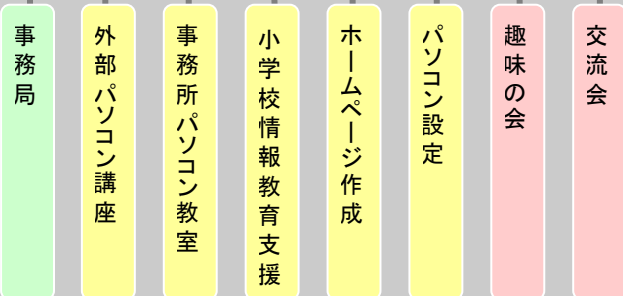 事務局
外部パソコン講座
事務所パソコン教室
小学校情報教育支援
ホームページ作成
パソコン設定
趣味の会
交流会